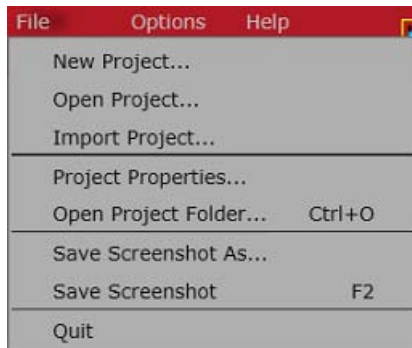 File Options Help
New Project...
Open Project...
Import Project...
Project Properties...
Open Project Folder... Ctrl+O
Save Screenshot As...
Save Screenshot F2
Quit